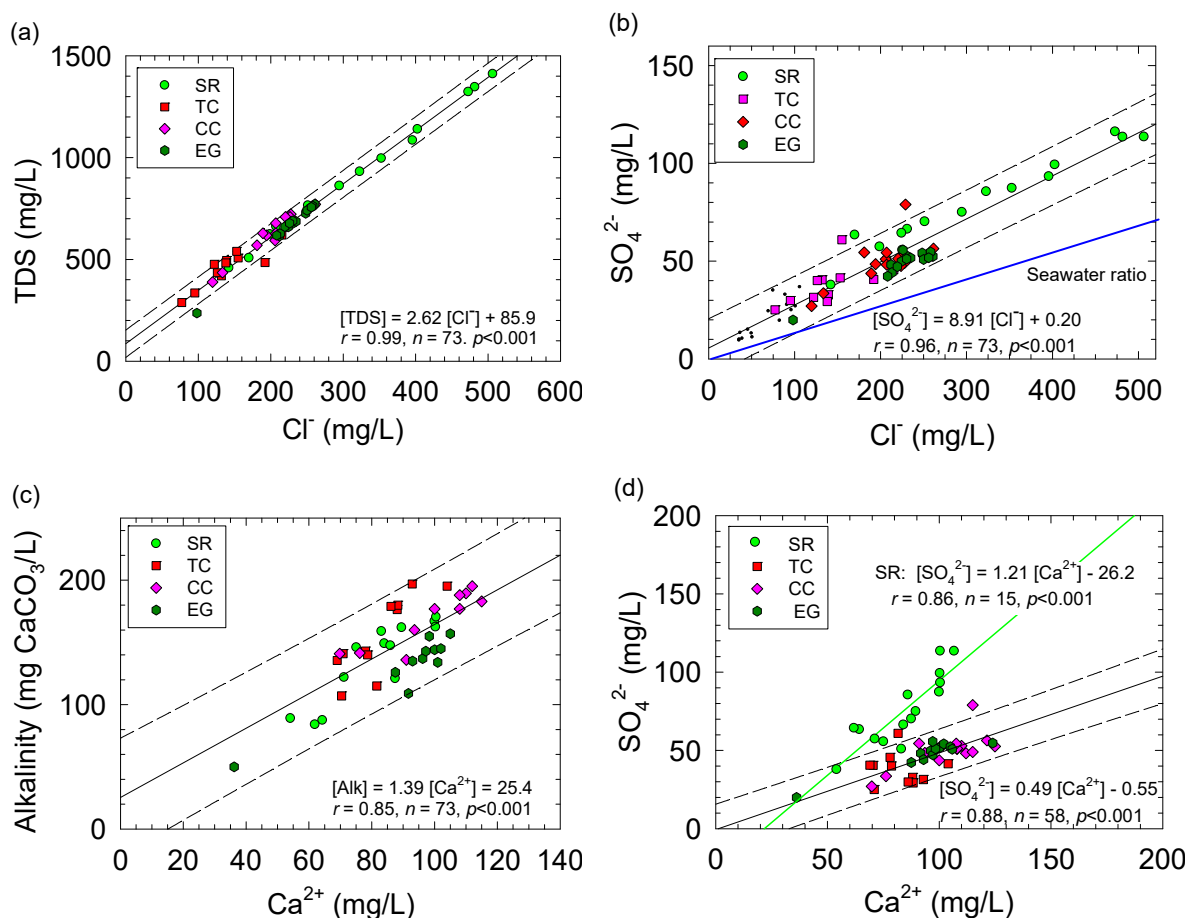 (a)
1500
1000
500
0
TDS (mg/L)
SR
TC
CC
EG
[TDS] = 2.62 [Cl⁻] + 85.9
r = 0.99, n = 73. p<0.001
0 100 200 300 400 500 600
Cl⁻ (mg/L)
(b)
150
100
50
0
SO₄²⁻ (mg/L)
SR
TC
CC
EG
Seawater ratio
[SO₄²⁻] = 8.91 [Cl⁻] + 0.20
r = 0.96, n = 73, p<0.001
0 100 200 300 400 500
Cl⁻ (mg/L)
(c)
200
100
0
Alkalinity (mg CaCO₃/L)
SR
TC
CC
EG
[Alk] = 1.39 [Ca²⁺] = 25.4
r = 0.85, n = 73, p<0.001
0 20 40 60 80 100 120 140
Ca²⁺ (mg/L)
(d)
200
150
100
50
0
SO₄²⁻ (mg/L)
SR
TC
CC
EG
SR: [SO₄²⁻] = 1.21 [Ca²⁺] - 26.2
r = 0.86, n = 15, p<0.001
[SO₄²⁻] = 0.49 [Ca²⁺] – 0.55
r = 0.88, n = 58, p<0.001
0 50 100 150 200
Ca²⁺ (mg/L)